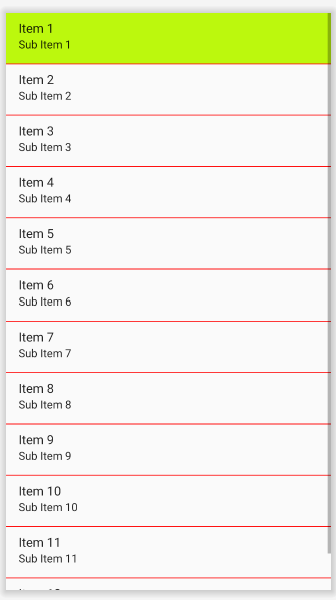 Item 1
Sub Item 1
Item 2
Sub Item 2
Item 3
Sub Item 3
Item 4
Sub Item 4
Item 5
Sub Item 5
Item 6
Sub Item 6
Item 7
Sub Item 7
Item 8
Sub Item 8
Item 9
Sub Item 9
Item 10
Sub Item 10
Item 11
Sub Item 11